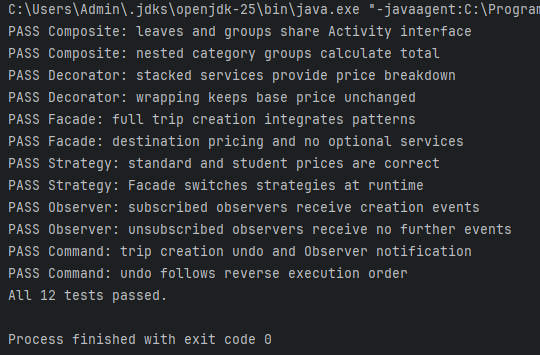 C:\Users\Admin\.jdks\openjdk-25\bin\java.exe "-javaagent:C:\Program
PASS Composite: leaves and groups share Activity interface
PASS Composite: nested category groups calculate total
PASS Decorator: stacked services provide price breakdown
PASS Decorator: wrapping keeps base price unchanged
PASS Facade: full trip creation integrates patterns
PASS Facade: destination pricing and no optional services
PASS Strategy: standard and student prices are correct
PASS Strategy: Facade switches strategies at runtime
PASS Observer: subscribed observers receive creation events
PASS Observer: unsubscribed observers receive no further events
PASS Command: trip creation undo and Observer notification
PASS Command: undo follows reverse execution order
All 12 tests passed.
Process finished with exit code 0